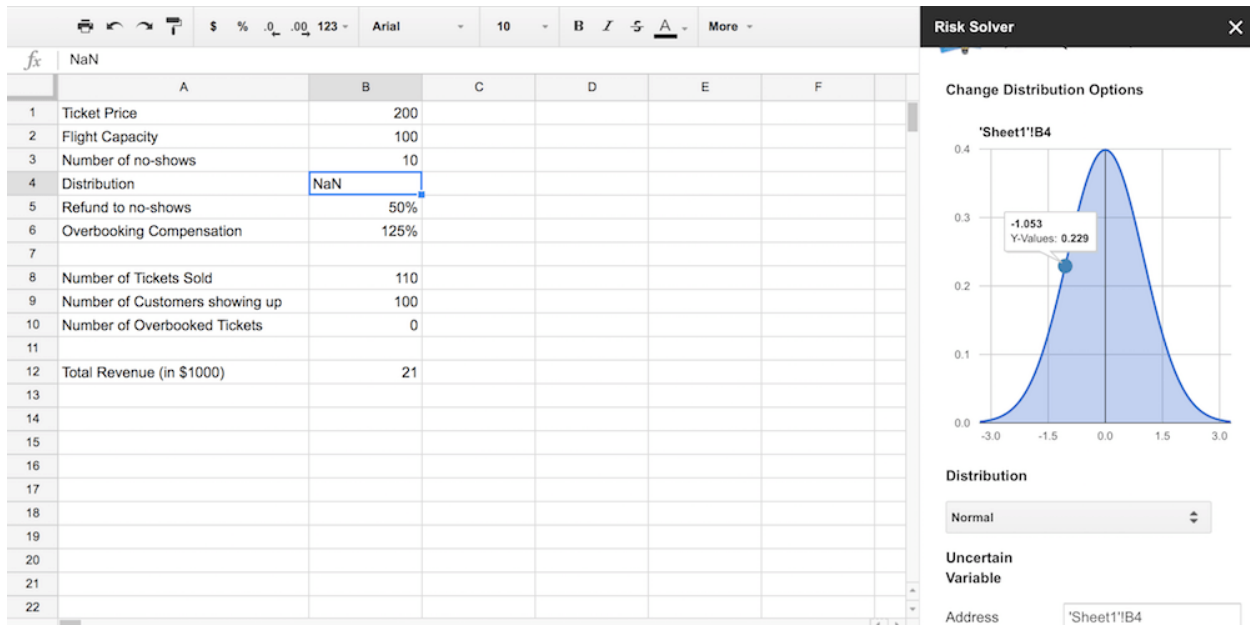 $ % .0 .00 123 Arial 10 B I S A More
fx NaN
A B C D E F
1 Ticket Price 200
2 Flight Capacity 100
3 Number of no-shows 10
4 Distribution NaN
5 Refund to no-shows 50%
6 Overbooking Compensation 125%
7
8 Number of Tickets Sold 110
9 Number of Customers showing up 100
10 Number of Overbooked Tickets 0
11
12 Total Revenue (in $1000) 21
13
14
15
16
17
18
19
20
21
22
Risk Solver
Change Distribution Options
'Sheet1'!B4
0.4
0.3
-1.053
Y-Values: 0.229
0.2
0.1
0.0
-3.0 -1.5 0.0 1.5 3.0
Distribution
Normal
Uncertain
Variable
Address 'Sheet1'!B4